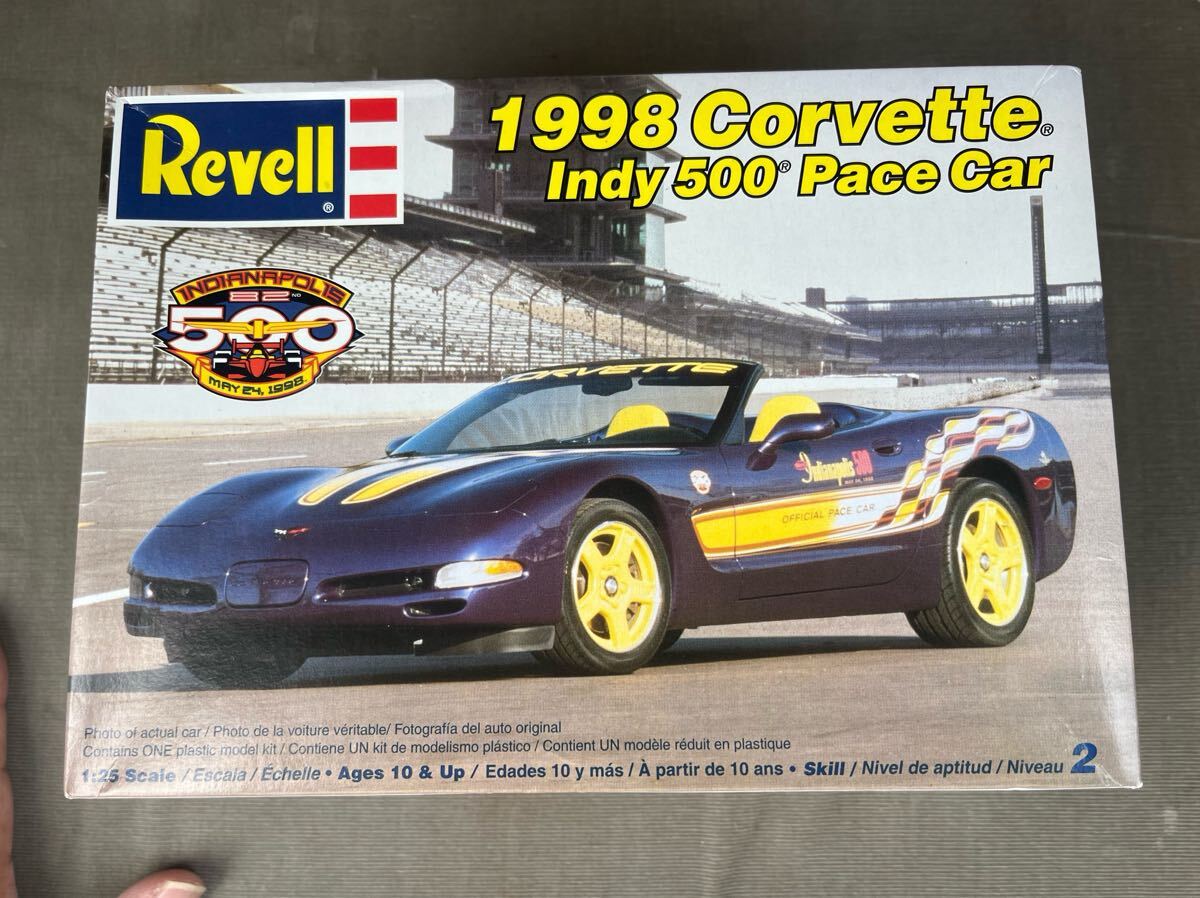 Revell®
1998 Corvette®
Indy 500® Pace Car
INDIANAPOLIS
82ND
500
MAY 24, 1998
CORVETTE
Indianapolis 500
MAY 24, 1998
OFFICIAL PACE CAR
Photo of actual car / Photo de la voiture véritable/ Fotografía del auto original
Contains ONE plastic model kit / Contiene UN kit de modelismo plástico / Contient UN modèle réduit en plastique
1:25 Scale / Escala / Échelle • Ages 10 & Up / Edades 10 y más / À partir de 10 ans • Skill / Nivel de aptitud / Niveau 2